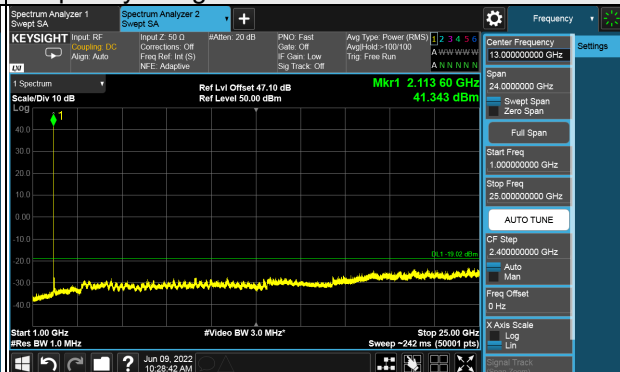 Spectrum Analyzer 1
Swept SA
Spectrum Analyzer 2
Swept SA
Frequency
KEYSIGHT
Input: RF
Coupling: DC
Align: Auto
Input Z: 50 Ω
Corrections: Off
Freq Ref: Int (S)
NFE: Adaptive
#Atten: 20 dB
PNO: Fast
Gate: Off
IF Gain: Low
Sig Track: Off
Avg Type: Power (RMS)
Avg|Hold:>100/100
Trig: Free Run
1 2 3 4 5 6
A W W W W W
A N N N N N
LXI
1 Spectrum
Scale/Div 10 dB
Log
Ref Lvl Offset 47.10 dB
Ref Level 50.00 dBm
Mkr1 2.113 60 GHz
41.343 dBm
1
40.0
30.0
20.0
10.0
0.00
-10.0
-20.0
-30.0
-40.0
DL1 -19.02 dBm
Start 1.00 GHz
#Res BW 1.0 MHz
#Video BW 3.0 MHz*
Stop 25.00 GHz
Sweep ~242 ms (50001 pts)
?
Jun 09, 2022
10:28:42 AM
Center Frequency
13.000000000 GHz
Settings
Span
24.0000000 GHz
Swept Span
Zero Span
Full Span
Start Freq
1.000000000 GHz
Stop Freq
25.000000000 GHz
AUTO TUNE
CF Step
2.400000000 GHz
Auto
Man
Freq Offset
0 Hz
X Axis Scale
Log
Lin
Signal Track